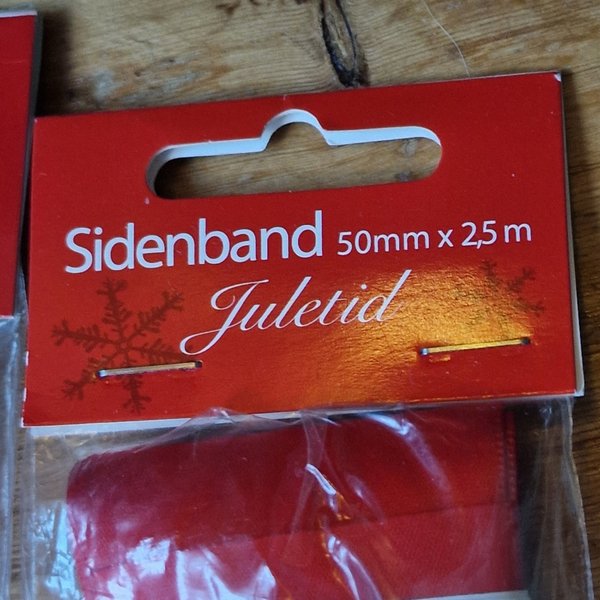 Sidenband 50mm x 2,5 m
Juletid